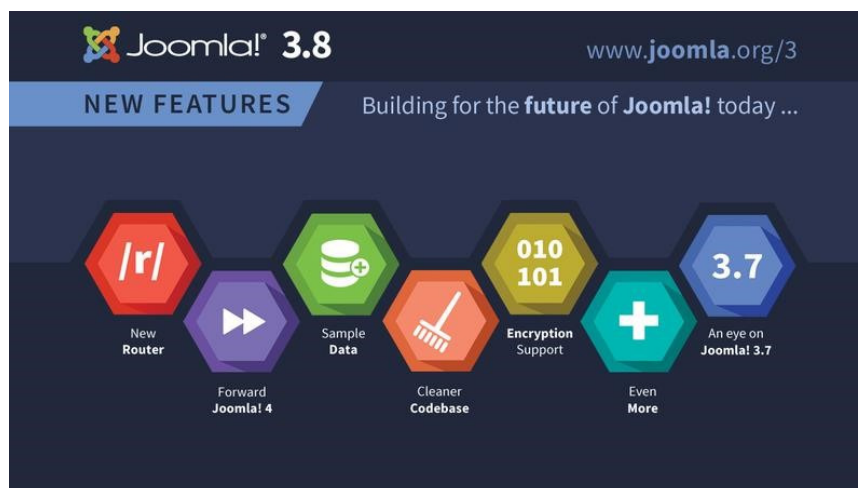 Joomla!® 3.8
www.joomla.org/3
NEW FEATURES
Building for the future of Joomla! today ...
/r/
New
Router
Forward
Joomla! 4
Sample
Data
Cleaner
Codebase
010
101
Encryption
Support
Even
More
3.7
An eye on
Joomla! 3.7